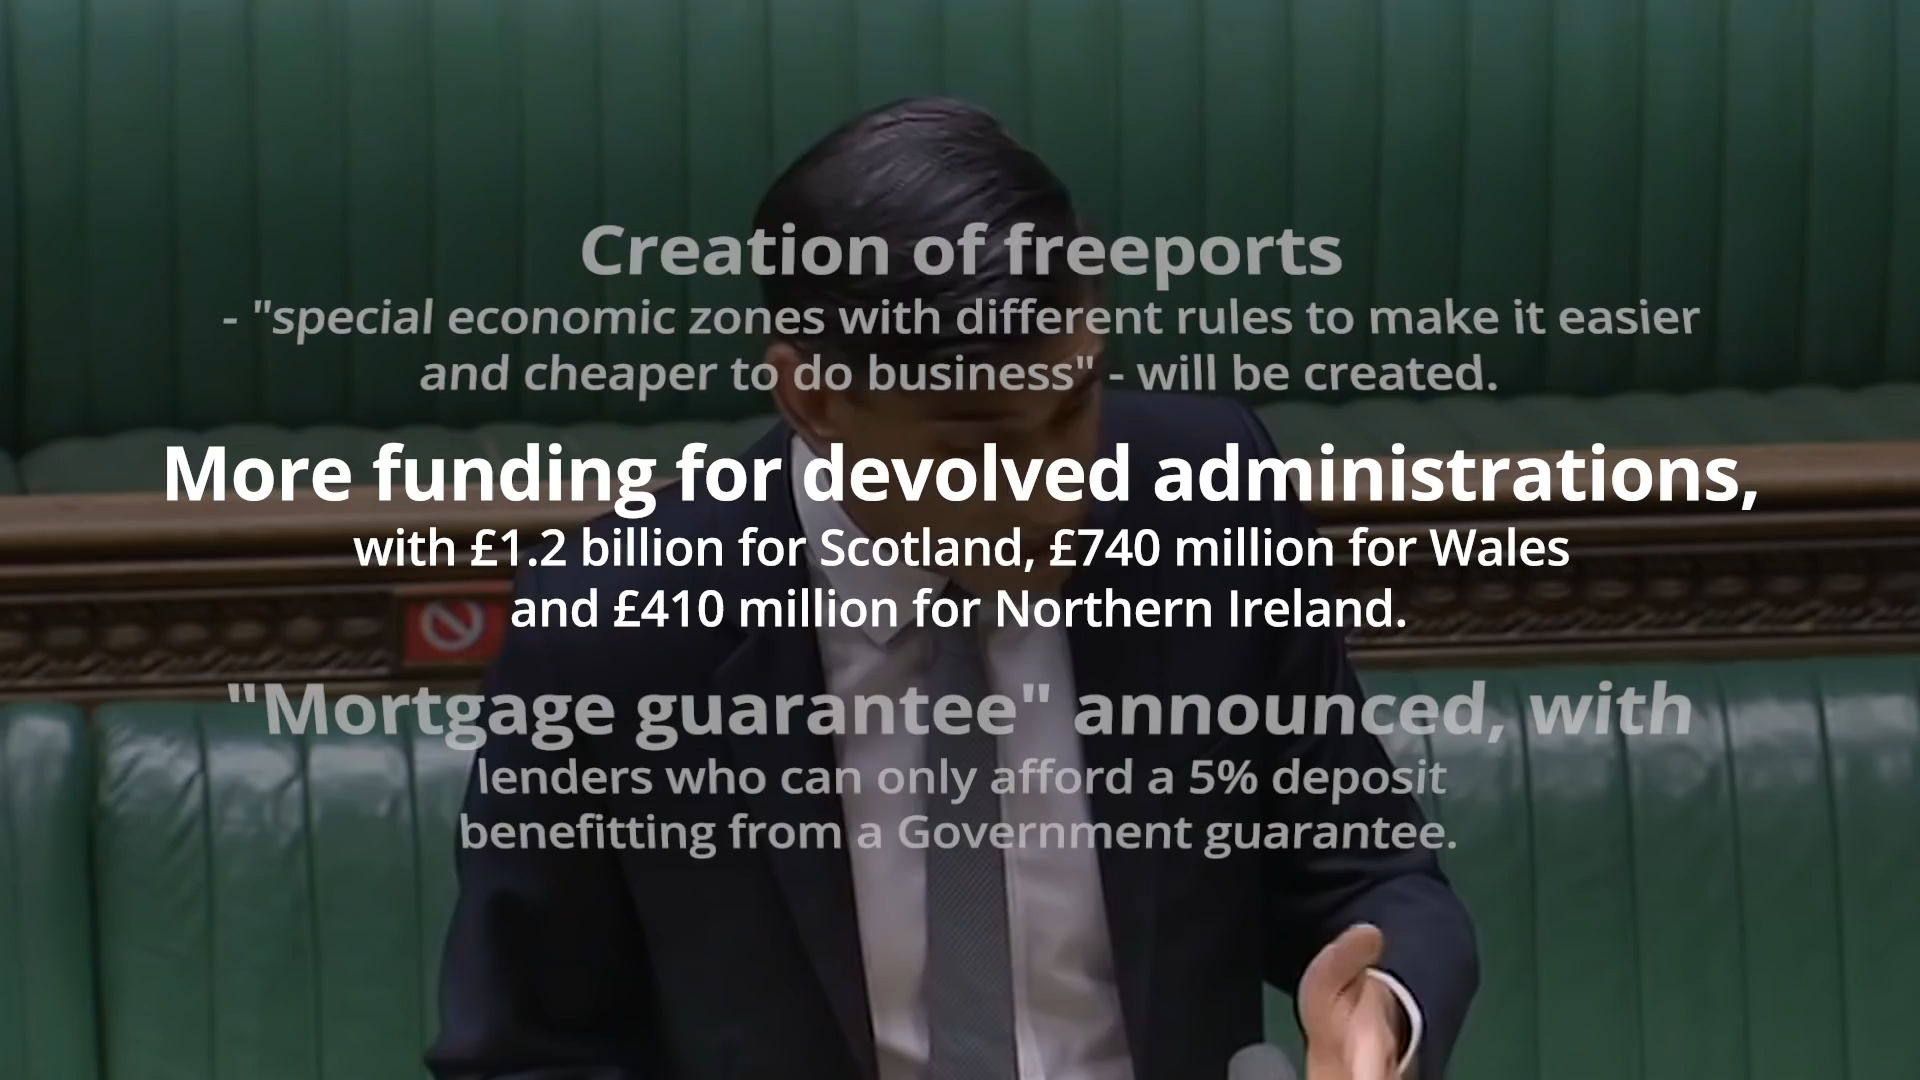 Creation of freeports
- "special economic zones with different rules to make it easier
and cheaper to do business" - will be created.
More funding for devolved administrations,
with £1.2 billion for Scotland, £740 million for Wales
and £410 million for Northern Ireland.
"Mortgage guarantee" announced, with
lenders who can only afford a 5% deposit
benefitting from a Government guarantee.